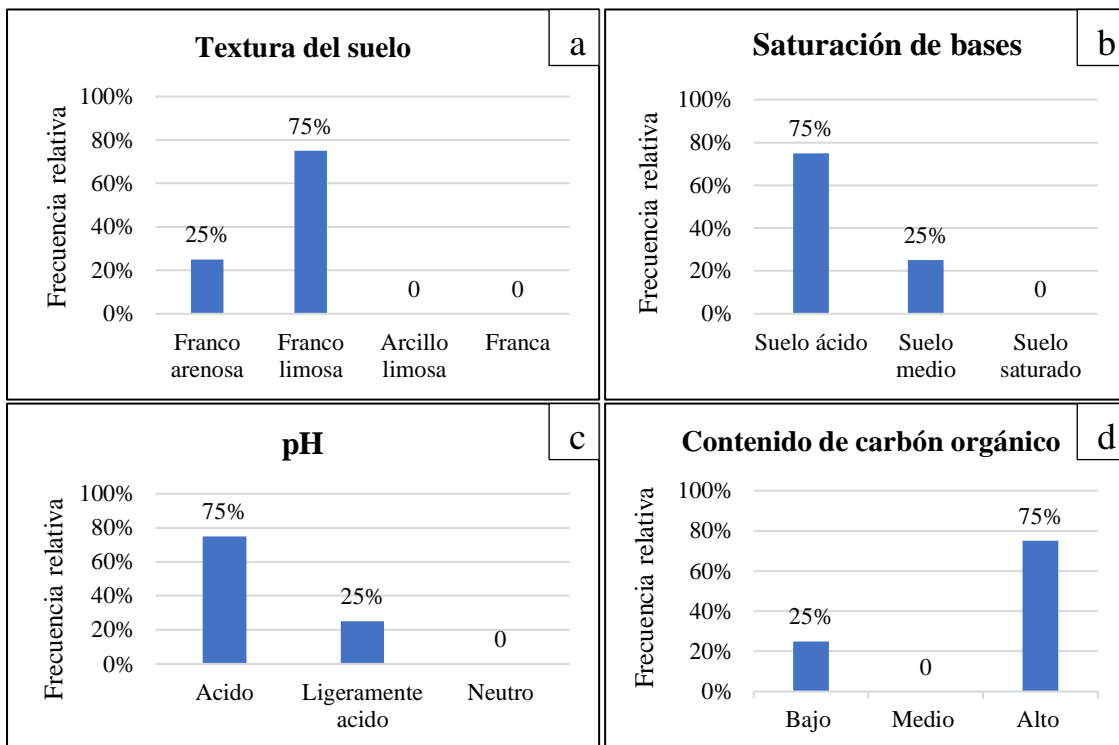 Textura del suelo
a
Frecuencia relativa
100%
80%
60%
40%
20%
0%
25%
75%
0
0
Franco arenosa
Franco limosa
Arcillo limosa
Franca
Saturación de bases
b
Frecuencia relativa
100%
80%
60%
40%
20%
0%
75%
25%
0
Suelo ácido
Suelo medio
Suelo saturado
pH
c
Frecuencia relativa
100%
80%
60%
40%
20%
0%
75%
25%
0
Acido
Ligeramente acido
Neutro
Contenido de carbón orgánico
d
Frecuencia relativa
100%
80%
60%
40%
20%
0%
25%
0
75%
Bajo
Medio
Alto